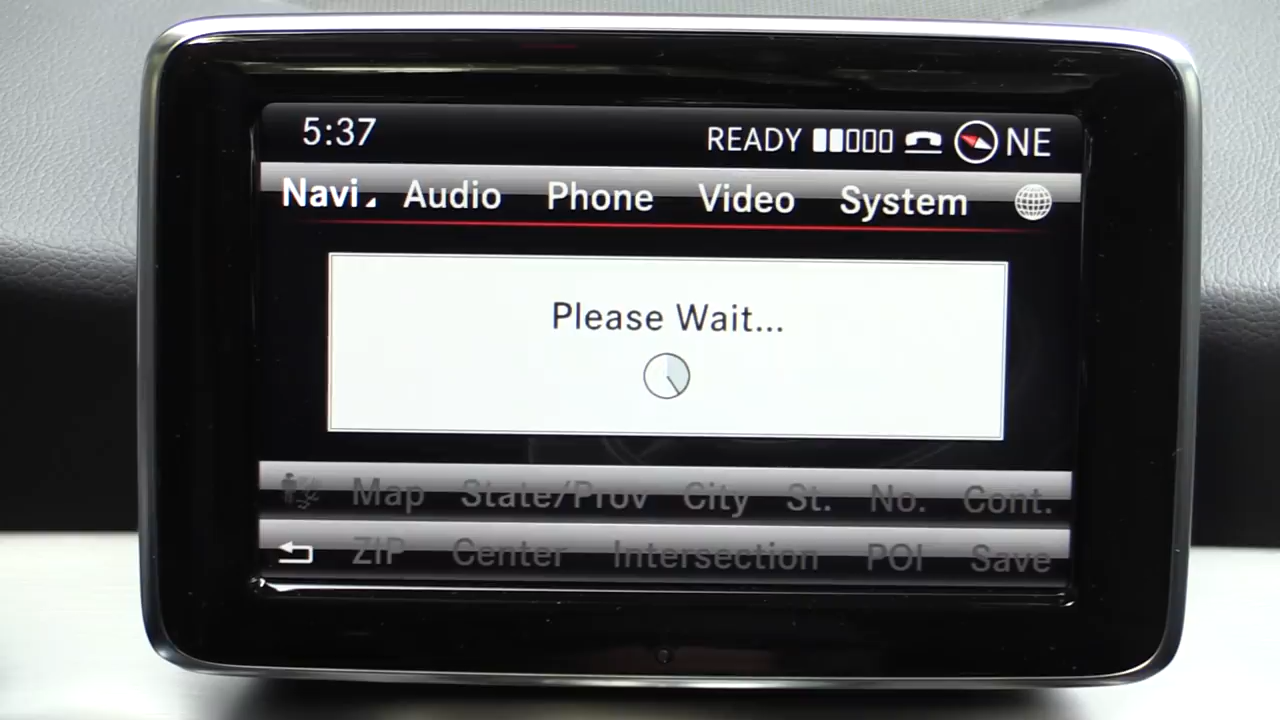 5:37 READY NE
Navi Audio Phone Video System
Please Wait...
Map State/Prov City St. No. Cont.
ZIP Center Intersection POI Save